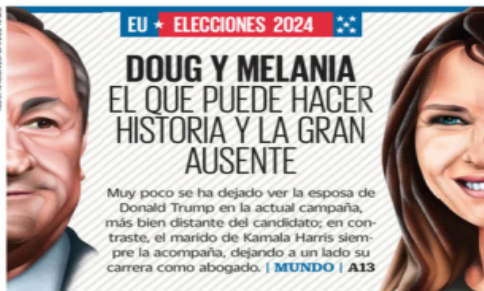 EU ★ ELECCIONES 2024
DOUG Y MELANIA
EL QUE PUEDE HACER
HISTORIA Y LA GRAN
AUSENTE
Muy poco se ha dejado ver la esposa de
Donald Trump en la actual campaña,
más bien distante del candidato; en con-
traste, el marido de Kamala Harris siem-
pre la acompaña, dejando a un lado su
carrera como abogado. | MUNDO | A13